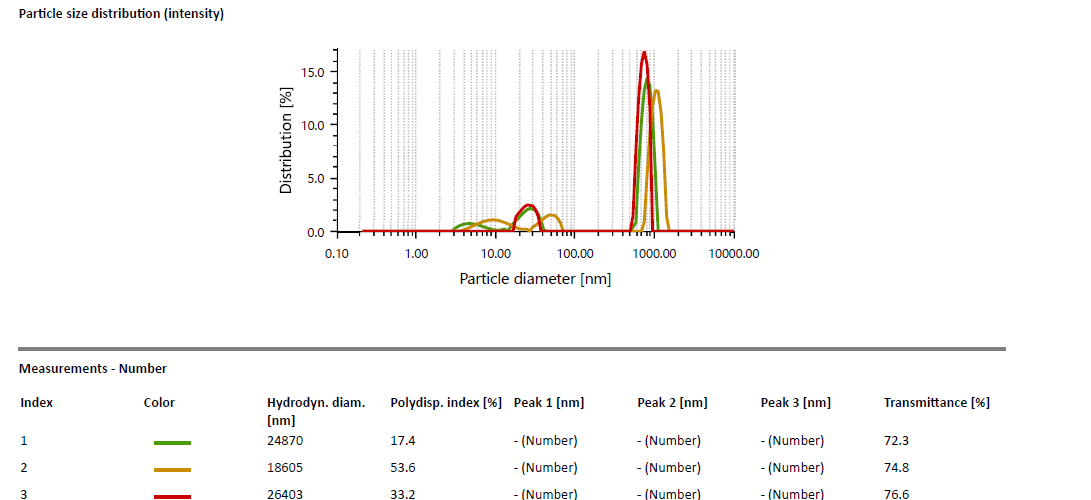 Particle size distribution (intensity)
15.0
10.0
5.0
0.0
Distribution [%]
0.10 1.00 10.00 100.00 1000.00 10000.00
Particle diameter [nm]
Measurements - Number
Index Color Hydrodyn. diam. Polydisp. index [%] Peak 1 [nm] Peak 2 [nm] Peak 3 [nm] Transmittance [%]
[nm]
1 24870 17.4 - (Number) - (Number) - (Number) 72.3
2 18605 53.6 - (Number) - (Number) - (Number) 74.8
3 26403 33.2 - (Number) - (Number) - (Number) 76.6